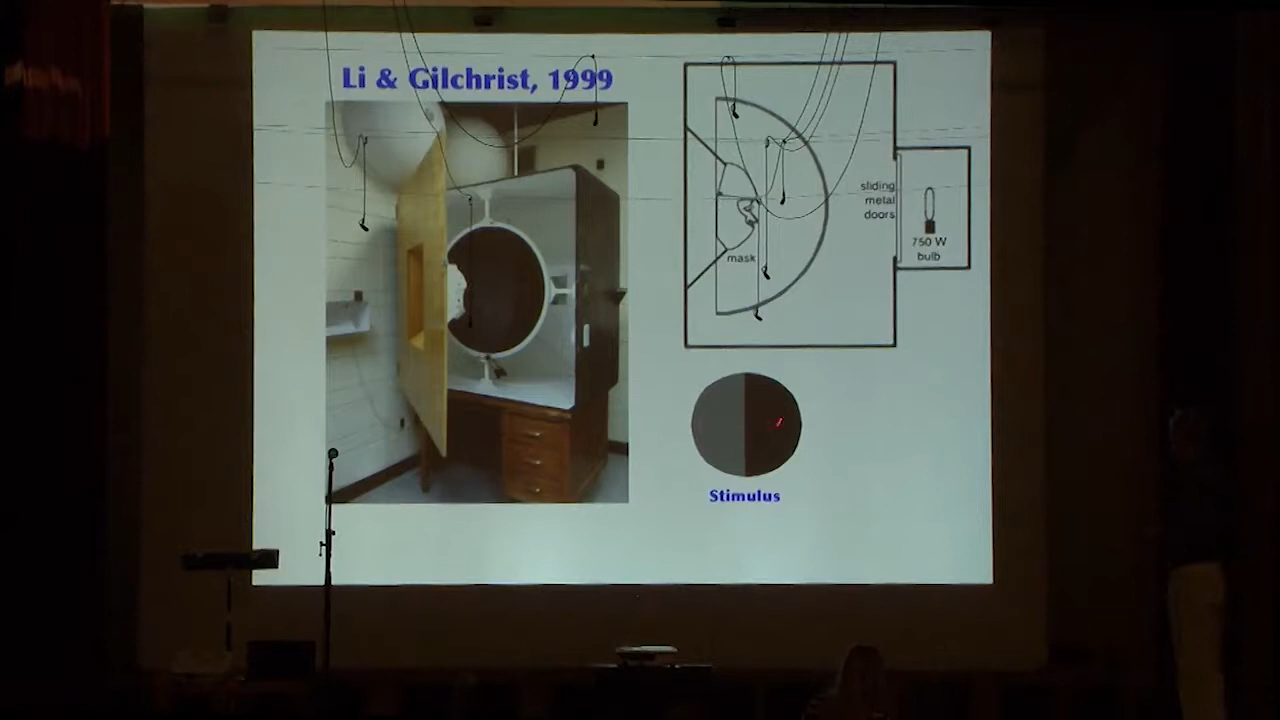 Li & Gilchrist, 1999
sliding
metal
doors
750 W
bulb
mask
Stimulus